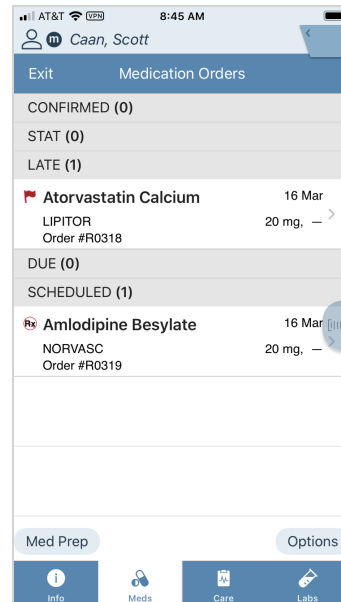 AT&T VPN 8:45 AM
m Caan, Scott
Exit Medication Orders
CONFIRMED (0)
STAT (0)
LATE (1)
Atorvastatin Calcium 16 Mar
LIPITOR 20 mg, —
Order #R0318
DUE (0)
SCHEDULED (1)
Rx Amlodipine Besylate 16 Mar
NORVASC 20 mg, —
Order #R0319
Med Prep Options
Info Meds Care Labs